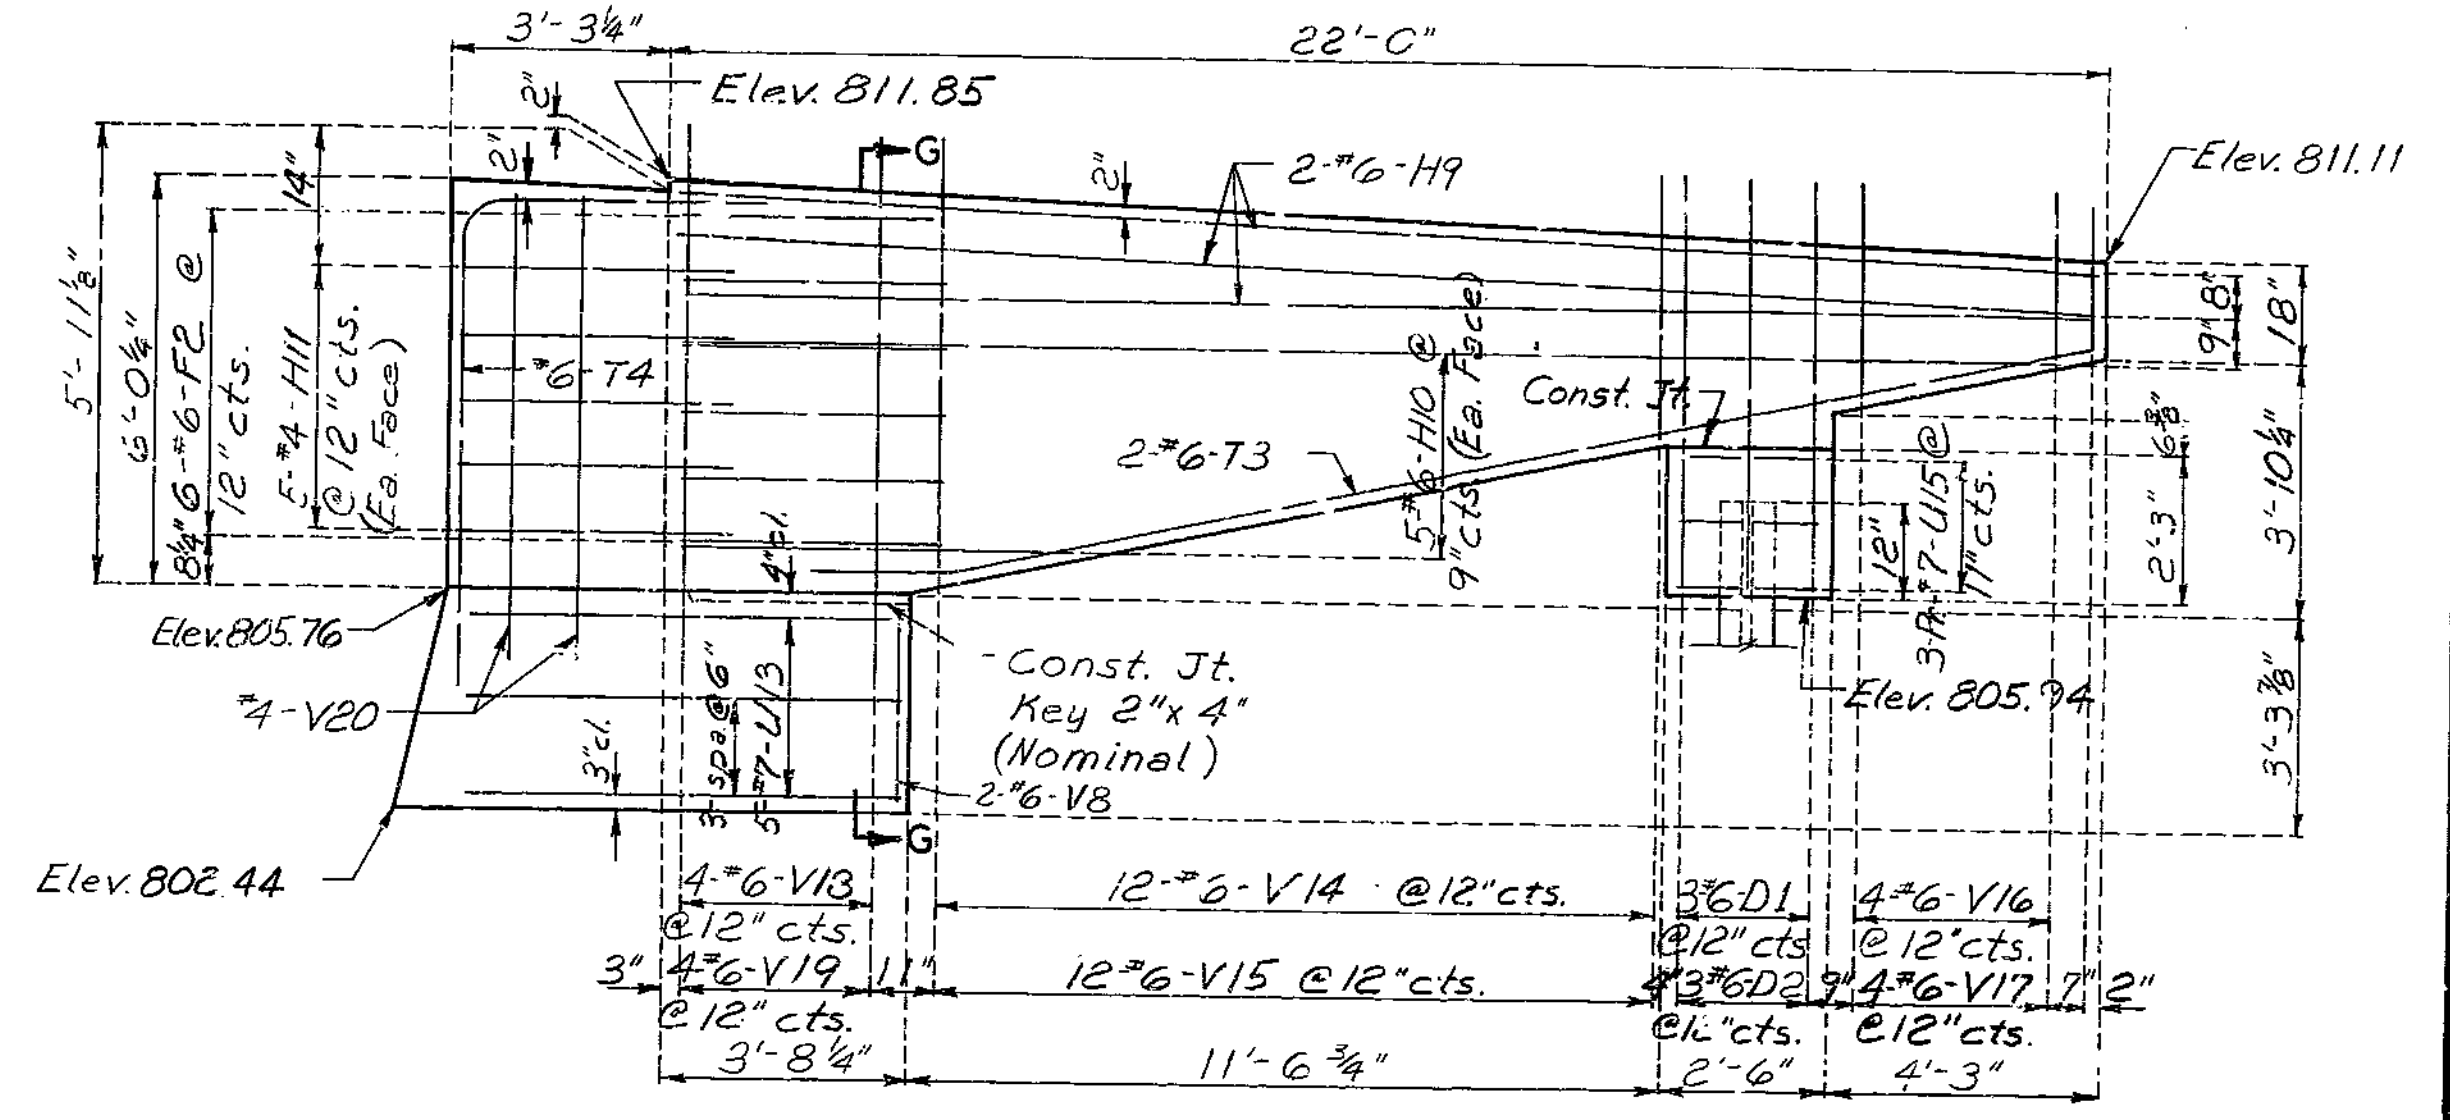 3'-3¼"
22'-0"
2"
Elev. 811.85
G
2"
2"
2-#6-H9
Elev. 811.11
14"
5'-11⅛"
6'-0¼"
6-#6-F2 @
12" cts.
8¼"
5-#4-H11
@ 12" cts.
(Ea. Face)
#6-T4
2-#6-T3
5-#6-H10 @
9" cts. (Ea. Face)
Const. Jt.
8"
9"
18"
6⅜"
3'-10¼"
2'-3"
12"
3-Pr-#7-U15 @
11" cts.
3'-3⅞"
4"cl.
Elev. 805.76
#4-V20
3"cl.
3-spa. @ 6"
5-#7-U13
Const. Jt.
Key 2"x 4"
(Nominal)
2-#6-V8
Elev. 805.94
G
Elev. 802.44
4-#6-V13
@ 12" cts.
12-#6-V14 @ 12" cts.
3#6-D1
@12" cts
4-#6-V16
@ 12" cts.
3"
4-#6-V19
@ 12" cts.
11"
12-#6-V15 @ 12" cts.
4"
3#6-D2
@12" cts.
9"
4-#6-V17
@ 12" cts.
7"
2"
3'-8¼"
11'-6¾"
2'-6"
4'-3"